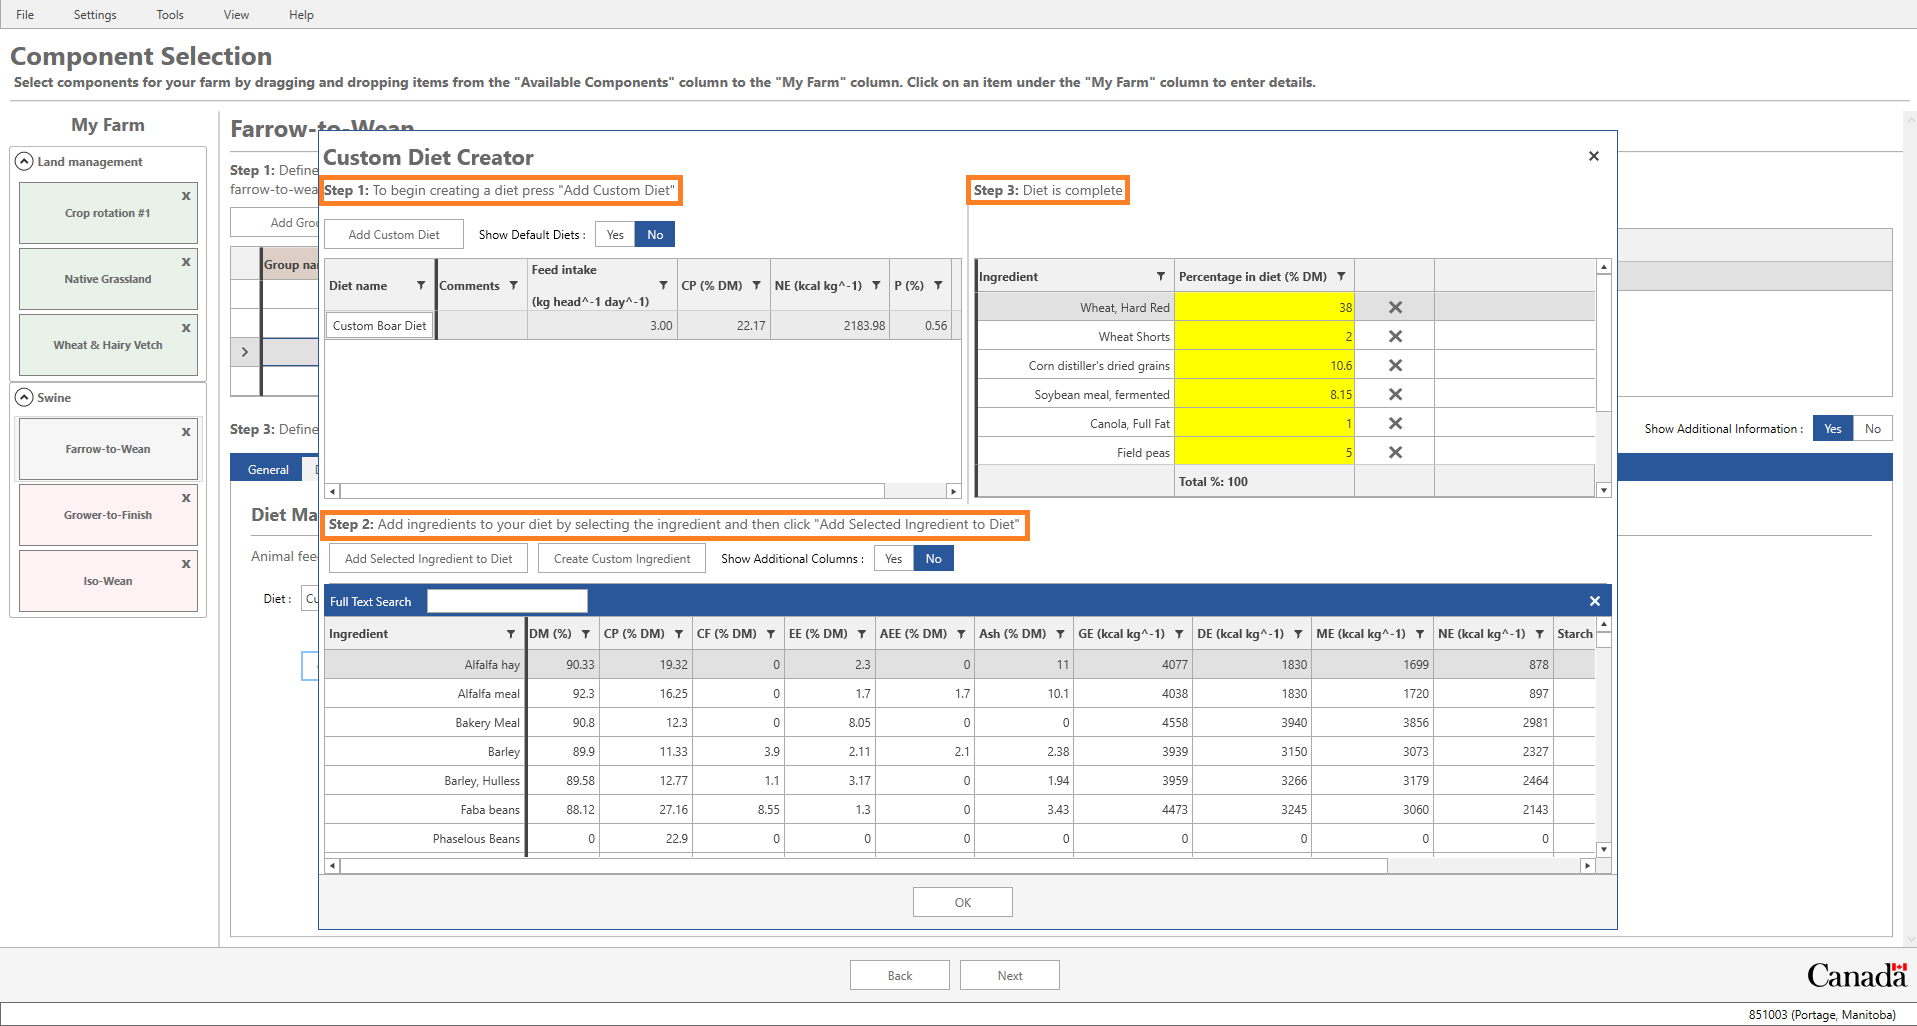 File Settings Tools View Help
Component Selection
Select components for your farm by dragging and dropping items from the "Available Components" column to the "My Farm" column. Click on an item under the "My Farm" column to enter details.
My Farm
Land management
Crop rotation #1 x
Native Grassland x
Wheat & Hairy Vetch x
Swine
Farrow-to-Wean x
Grower-to-Finish x
Iso-Wean x
Farrow-to-Wean
Step 1: Define
farrow-to-wea
Add Grou
Group na
Step 3: Define
Show Additional Information : Yes No
General
Diet Ma
Animal fee
Diet : Cu
Custom Diet Creator
Step 1: To begin creating a diet press "Add Custom Diet"
Add Custom Diet Show Default Diets : Yes No
Diet name Comments Feed intake (kg head^-1 day^-1) CP (% DM) NE (kcal kg^-1) P (%)
Custom Boar Diet 3.00 22.17 2183.98 0.56
Step 3: Diet is complete
Ingredient Percentage in diet (% DM)
Wheat, Hard Red 38
Wheat Shorts 2
Corn distiller's dried grains 10.6
Soybean meal, fermented 8.15
Canola, Full Fat 1
Field peas 5
Total %: 100
Step 2: Add ingredients to your diet by selecting the ingredient and then click "Add Selected Ingredient to Diet"
Add Selected Ingredient to Diet Create Custom Ingredient Show Additional Columns : Yes No
Full Text Search
Ingredient DM (%) CP (% DM) CF (% DM) EE (% DM) AEE (% DM) Ash (% DM) GE (kcal kg^-1) DE (kcal kg^-1) ME (kcal kg^-1) NE (kcal kg^-1) Starch
Alfalfa hay 90.33 19.32 0 2.3 0 11 4077 1830 1699 878
Alfalfa meal 92.3 16.25 0 1.7 1.7 10.1 4038 1830 1720 897
Bakery Meal 90.8 12.3 0 8.05 0 0 4558 3940 3856 2981
Barley 89.9 11.33 3.9 2.11 2.1 2.38 3939 3150 3073 2327
Barley, Hulless 89.58 12.77 1.1 3.17 0 1.94 3959 3266 3179 2464
Faba beans 88.12 27.16 8.55 1.3 0 3.43 4473 3245 3060 2143
Phaselous Beans 0 22.9 0 0 0 0 0 0 0 0
OK
Back Next
Canada
851003 (Portage, Manitoba)